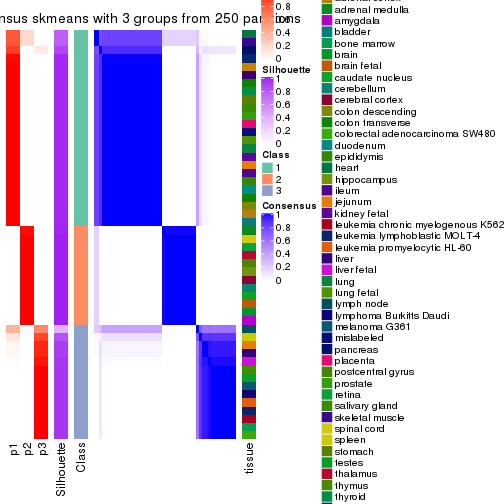 nsus skmeans with 3 groups from 250 par
0.8
0.6
0.4
0.2
0
Silhouette
1
0.8
0.6
0.4
0.2
0
Class
1
2
3
Consensus
1
0.8
0.6
0.4
0.2
0
adrenal medulla
amygdala
bladder
bone marrow
brain
brain fetal
caudate nucleus
cerebellum
cerebral cortex
colon descending
colon transverse
colorectal adenocarcinoma SW480
duodenum
epididymis
heart
hippocampus
ileum
jejunum
kidney fetal
leukemia chronic myelogenous K562
leukemia lymphoblastic MOLT-4
leukemia promyelocytic HL-60
liver
liver fetal
lung
lung fetal
lymph node
lymphoma Burkitts Daudi
melanoma G361
mislabeled
pancreas
placenta
postcentral gyrus
prostate
retina
salivary gland
skeletal muscle
spinal cord
spleen
stomach
testes
thalamus
thymus
thyroid
p1
p2
p3
Silhouette
Class
tissue